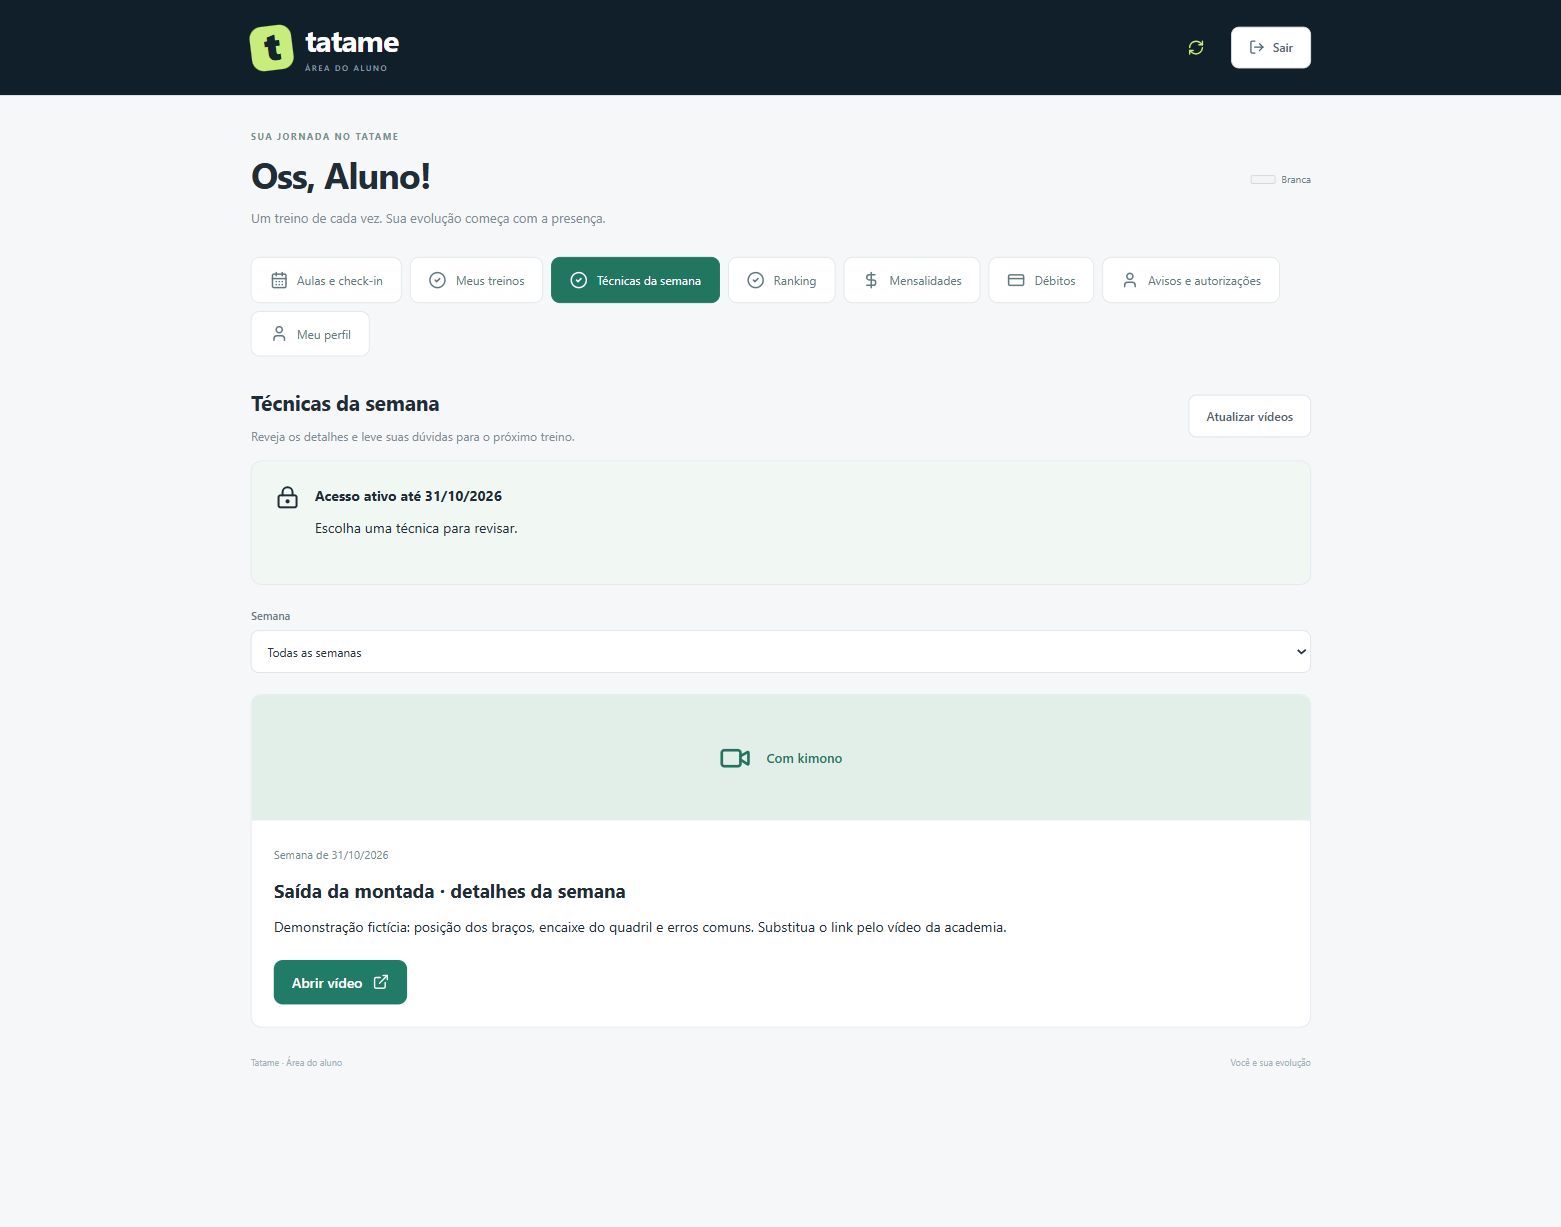 t tatame
ÁREA DO ALUNO
Sair
SUA JORNADA NO TATAME
Oss, Aluno!
Branca
Um treino de cada vez. Sua evolução começa com a presença.
Aulas e check-in
Meus treinos
Técnicas da semana
Ranking
Mensalidades
Débitos
Avisos e autorizações
Meu perfil
Técnicas da semana
Atualizar vídeos
Reveja os detalhes e leve suas dúvidas para o próximo treino.
Acesso ativo até 31/10/2026
Escolha uma técnica para revisar.
Semana
Todas as semanas
Com kimono
Semana de 31/10/2026
Saída da montada · detalhes da semana
Demonstração fictícia: posição dos braços, encaixe do quadril e erros comuns. Substitua o link pelo vídeo da academia.
Abrir vídeo
Tatame · Área do aluno
Você e sua evolução